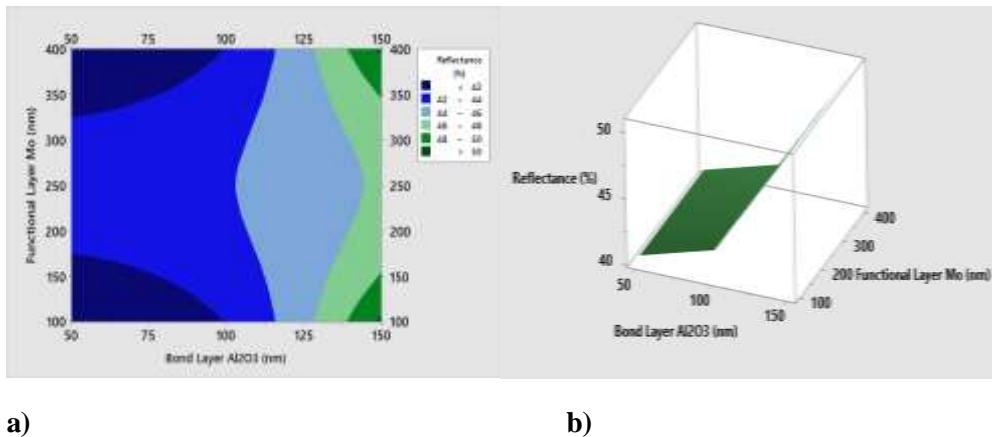 50 75 100 125 150
400 400
Reflectance
(%)
< 42
42 – 44
44 – 46
46 – 48
48 – 50
> 50
350 350
300 300
250 250
200 200
150 150
100 100
50 75 100 125 150
Functional Layer Mo (nm)
Bond Layer Al2O3 (nm)
50
Reflectance (%)
45
40
400
300
200 Functional Layer Mo (nm)
100
50
100
150
Bond Layer Al2O3 (nm)
a) b)